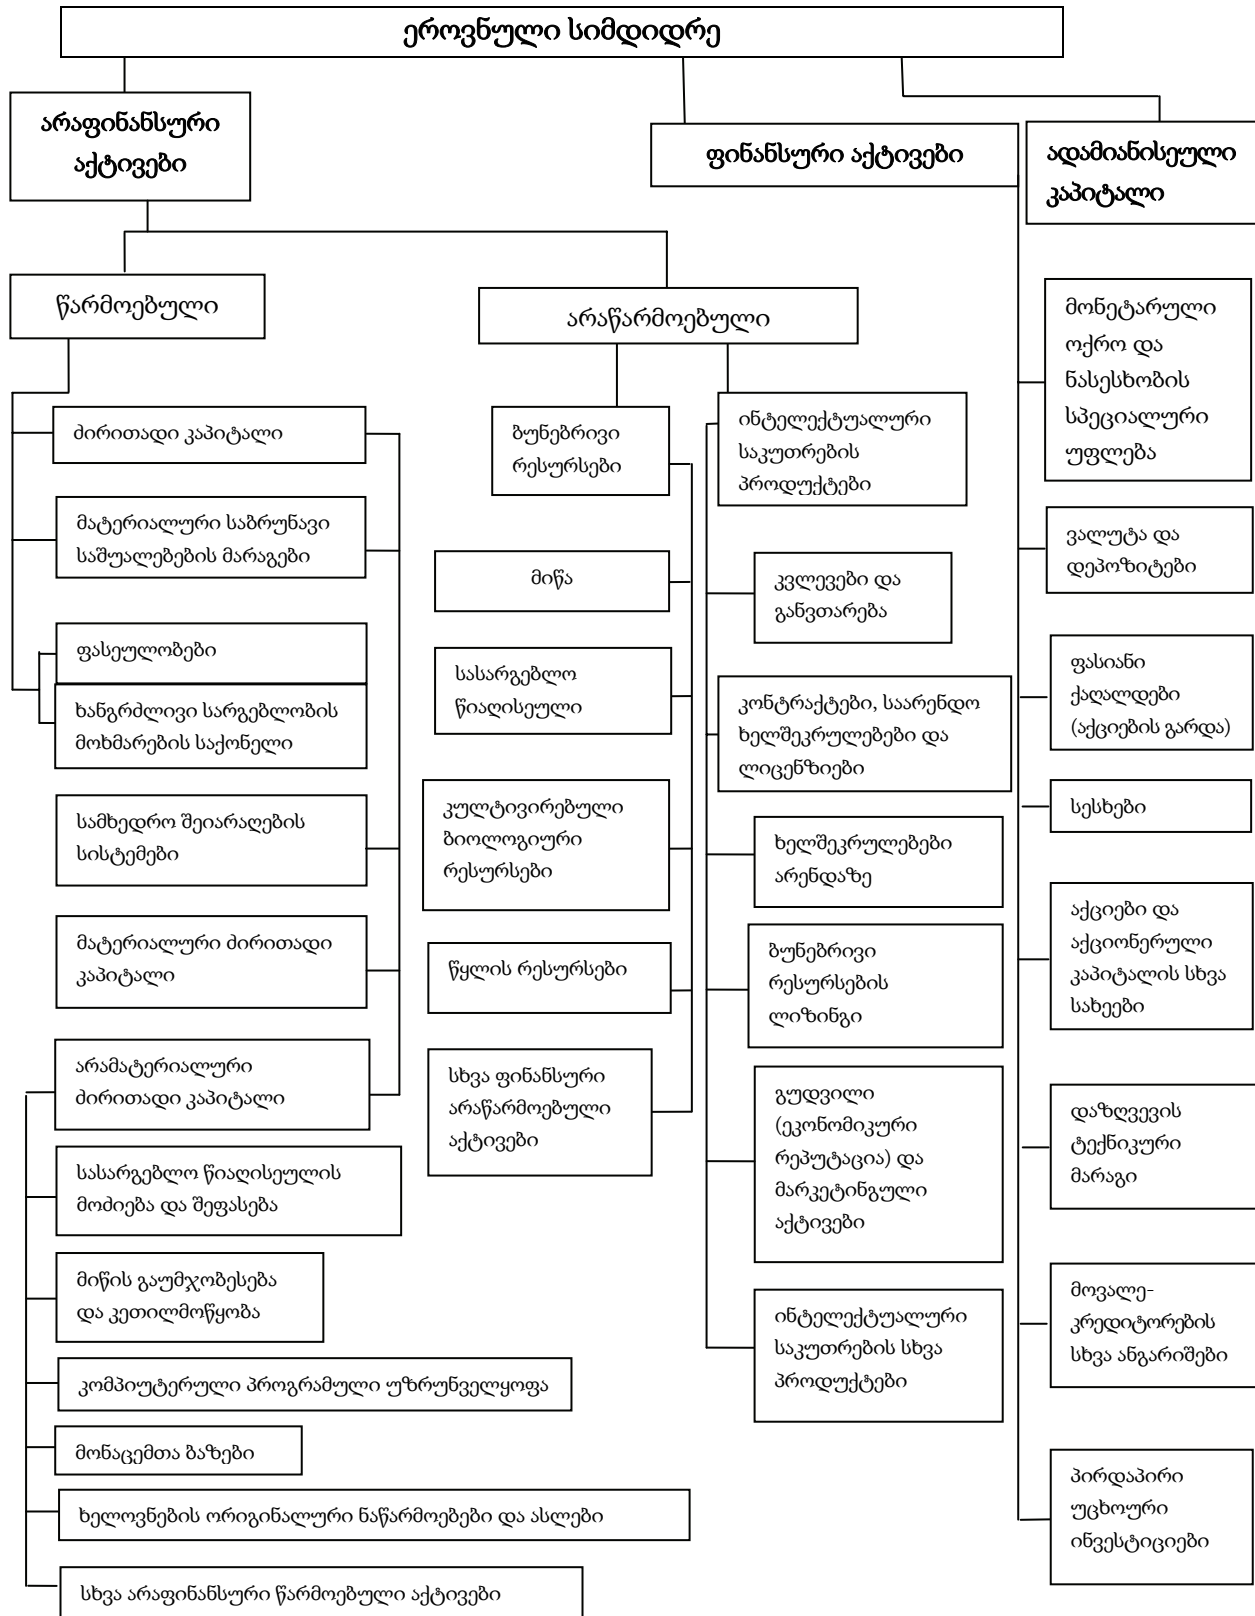 ეროვნული სიმდიდრე
არაფინანსური
აქტივები
ფინანსური აქტივები
ადამიანისეული
კაპიტალი
წარმოებული
არაწარმოებული
ძირითადი კაპიტალი
მატერიალური საბრუნავი
საშუალებების მარაგები
ფასეულობები
ხანგრძლივი სარგებლობის
მოხმარების საქონელი
სამხედრო შეიარაღების
სისტემები
მატერიალური ძირითადი
კაპიტალი
არამატერიალური
ძირითადი კაპიტალი
სასარგებლო წიაღისეულის
მოძიება და შეფასება
მიწის გაუმჯობესება
და კეთილმოწყობა
კომპიუტერული პროგრამული უზრუნველყოფა
მონაცემთა ბაზები
ხელოვნების ორიგინალური ნაწარმოებები და ასლები
სხვა არაფინანსური წარმოებული აქტივები
ბუნებრივი
რესურსები
მიწა
სასარგებლო
წიაღისეული
კულტივირებული
ბიოლოგიური
რესურსები
წყლის რესურსები
სხვა ფინანსური
არაწარმოებული
აქტივები
ინტელექტუალური
საკუთრების
პროდუქტები
კვლევები და
განვთარება
კონტრაქტები, საარენდო
ხელშეკრულებები და
ლიცენზიები
ხელშეკრულებები
არენდაზე
ბუნებრივი
რესურსების
ლიზინგი
გუდვილი
(ეკონომიკური
რეპუტაცია) და
მარკეტინგული
აქტივები
ინტელექტუალური
საკუთრების სხვა
პროდუქტები
მონეტარული
ოქრო და
ნასესხობის
სპეციალური
უფლება
ვალუტა და
დეპოზიტები
ფასიანი
ქაღალდები
(აქციების გარდა)
სესხები
აქციები და
აქციონერული
კაპიტალის სხვა
სახეები
დაზღვევის
ტექნიკური
მარაგი
მოვალე-
კრედიტორების
სხვა ანგარიშები
პირდაპირი
უცხოური
ინვესტიციები